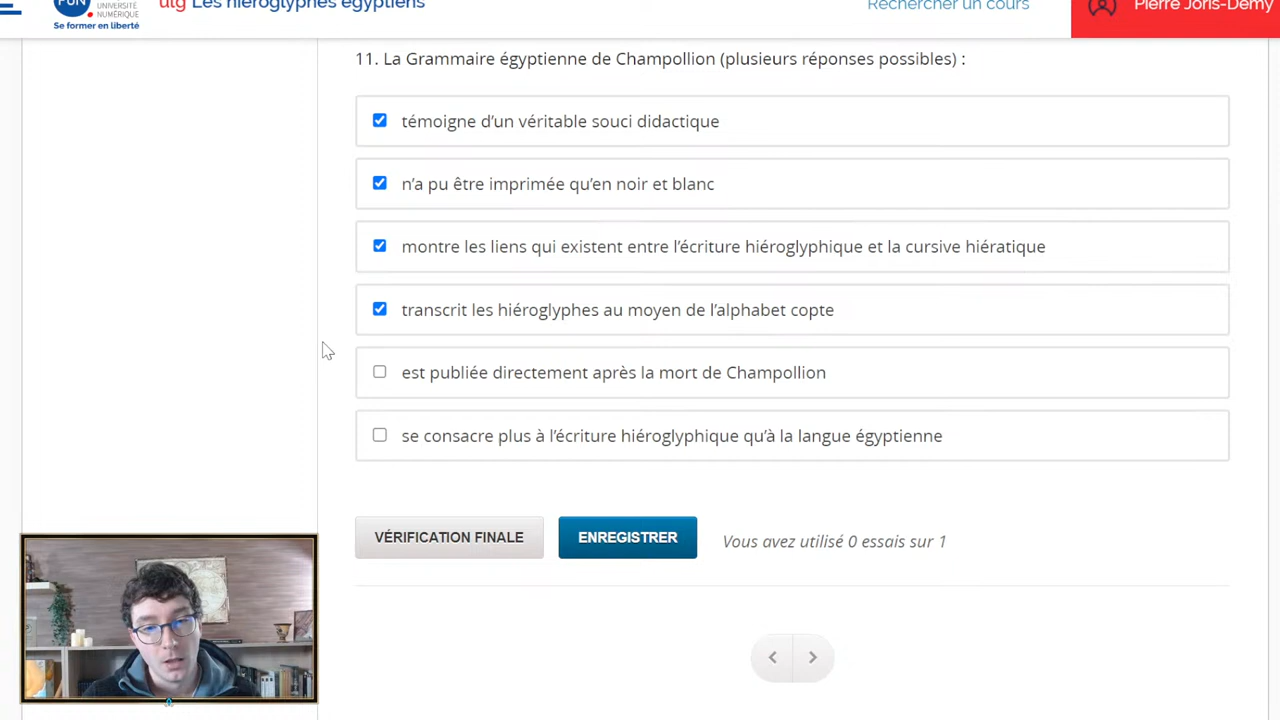 FUN
UNIVERSITÉ
NUMÉRIQUE
Se former en liberté
ulg Les hiéroglyphes égyptiens
Rechercher un cours
Pierre Joris-Demy
11. La Grammaire égyptienne de Champollion (plusieurs réponses possibles) :
témoigne d’un véritable souci didactique
n’a pu être imprimée qu’en noir et blanc
montre les liens qui existent entre l’écriture hiéroglyphique et la cursive hiératique
transcrit les hiéroglyphes au moyen de l’alphabet copte
est publiée directement après la mort de Champollion
se consacre plus à l’écriture hiéroglyphique qu’à la langue égyptienne
VÉRIFICATION FINALE
ENREGISTRER
Vous avez utilisé 0 essais sur 1